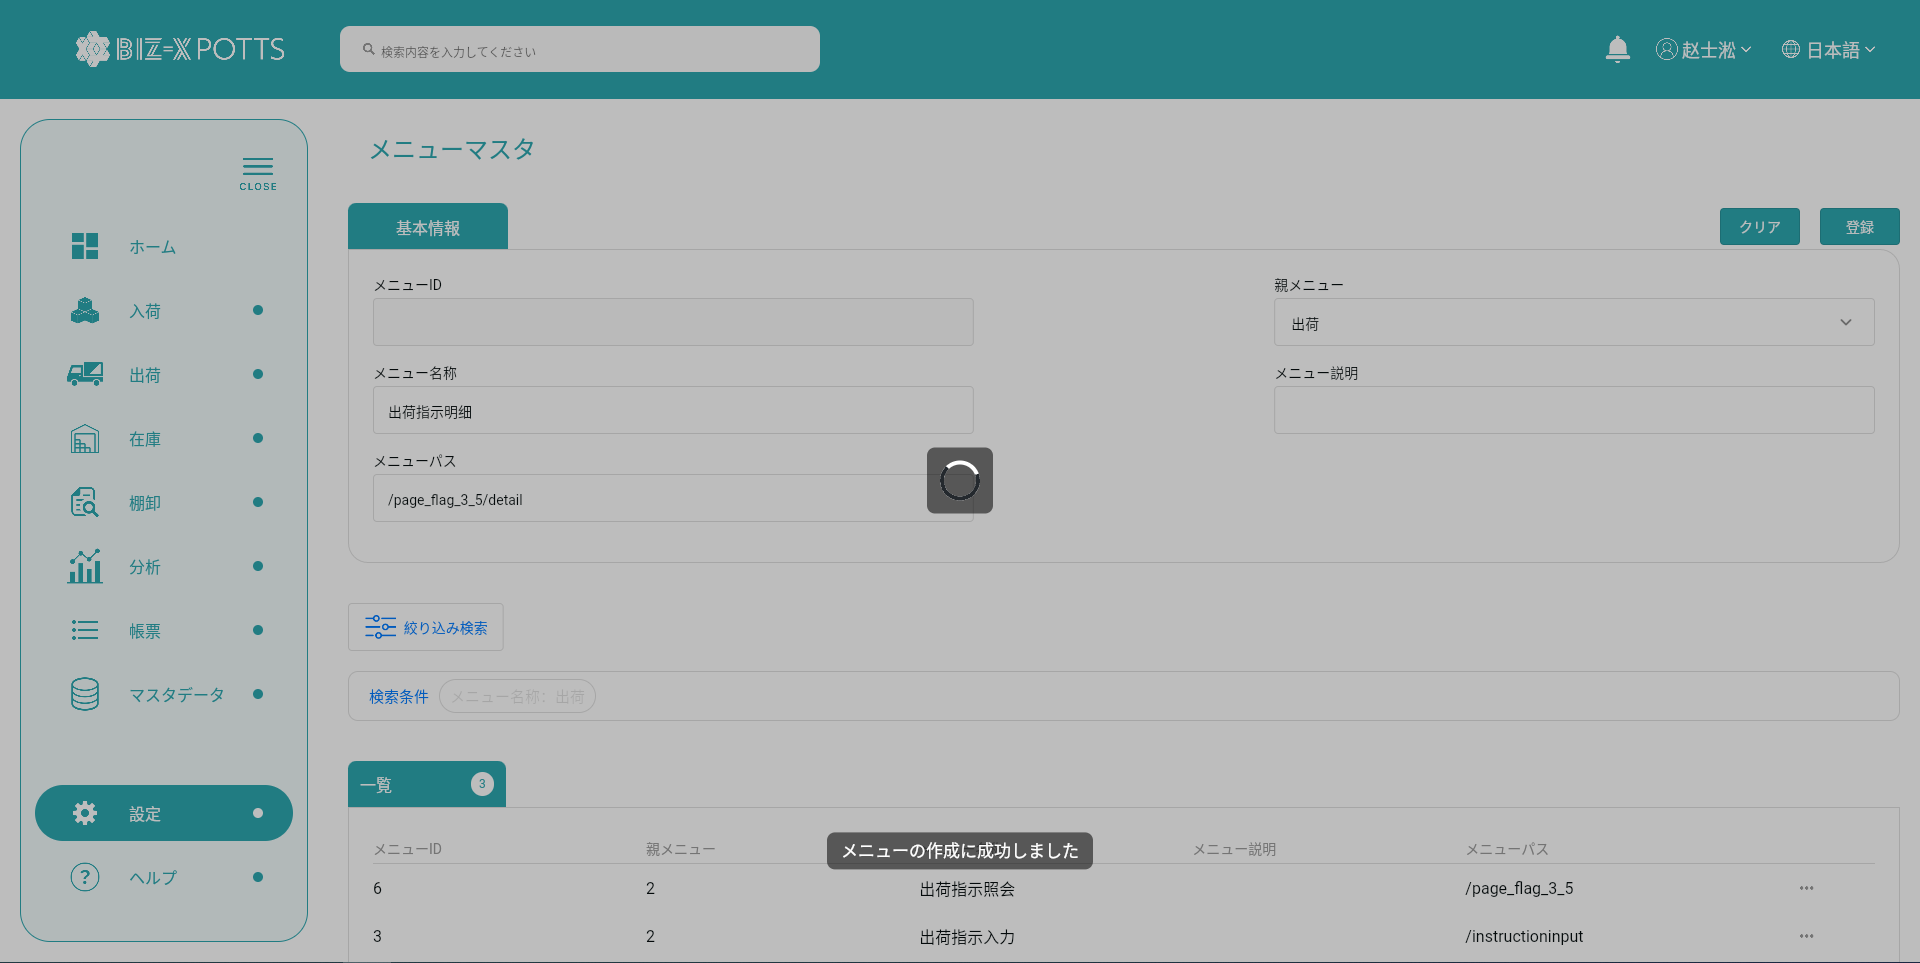 BIZ-X POTTS
検索内容を入力してください
赵士淞
日本語
CLOSE
ホーム
入荷
出荷
在庫
棚卸
分析
帳票
マスタデータ
設定
ヘルプ
メニューマスタ
基本情報
クリア
登録
メニューID
親メニュー
出荷
メニュー名称
メニュー説明
出荷指示明细
メニューパス
/page_flag_3_5/detail
絞り込み検索
検索条件
メニュー名称: 出荷
一覧
3
メニューID 親メニュー メニュー説明 メニューパス
メニューの作成に成功しました
6 2 出荷指示照会 /page_flag_3_5 ···
3 2 出荷指示入力 /instructioninput ···